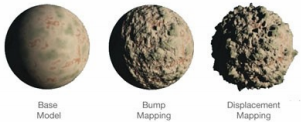 Base
Model
Bump
Mapping
Displacement
Mapping